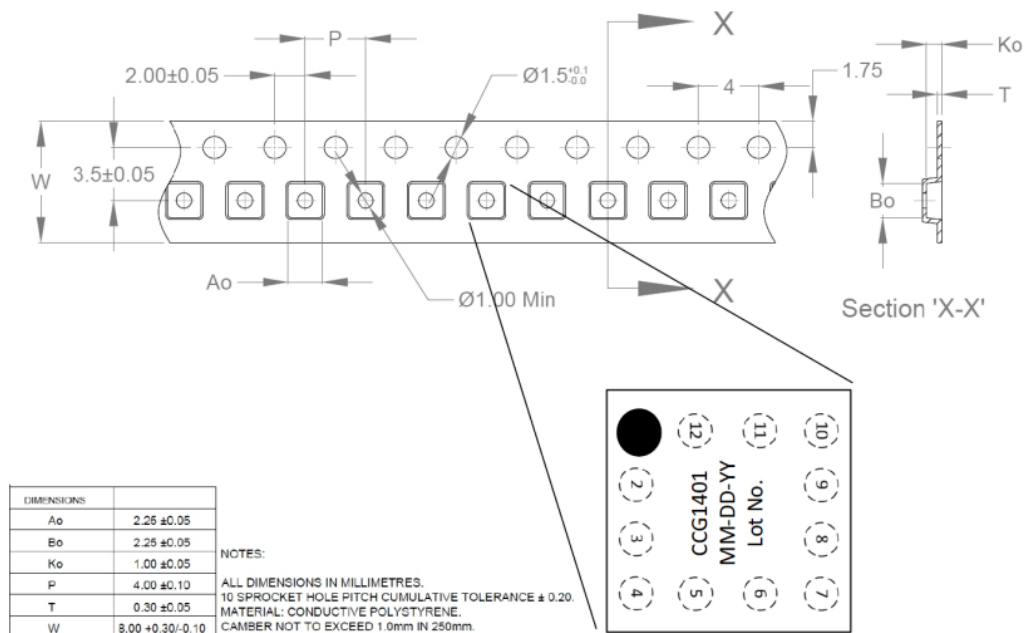 P
X
Ko
2.00±0.05
Ø1.5+0.1-0.0
4
1.75
T
W
3.5±0.05
Bo
Ao
Ø1.00 Min
X
Section 'X-X'
12
11
10
2
9
3
8
4
5
6
7
CCG1401
MM-DD-YY
Lot No.
DIMENSIONS
Ao 2.25 ±0.05
Bo 2.25 ±0.05
Ko 1.00 ±0.05
P 4.00 ±0.10
T 0.30 ±0.05
W 8.00 +0.30/-0.10
NOTES:
ALL DIMENSIONS IN MILLIMETRES.
10 SPROCKET HOLE PITCH CUMULATIVE TOLERANCE ± 0.20.
MATERIAL: CONDUCTIVE POLYSTYRENE.
CAMBER NOT TO EXCEED 1.0mm IN 250mm.